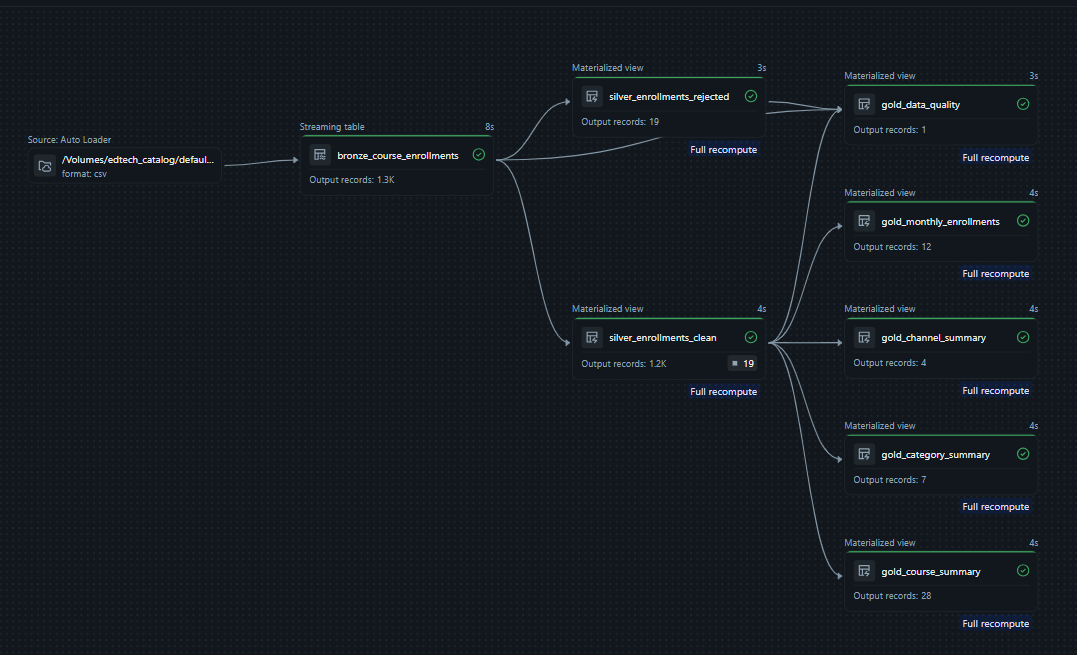 Source: Auto Loader
/Volumes/edtech_catalog/defaul...
format: csv
Streaming table 8s
bronze_course_enrollments
Output records: 1.3K
Materialized view 3s
silver_enrollments_rejected
Output records: 19
Full recompute
Materialized view 4s
silver_enrollments_clean
Output records: 1.2K 19
Full recompute
Materialized view 3s
gold_data_quality
Output records: 1
Full recompute
Materialized view 4s
gold_monthly_enrollments
Output records: 12
Full recompute
Materialized view 4s
gold_channel_summary
Output records: 4
Full recompute
Materialized view 4s
gold_category_summary
Output records: 7
Full recompute
Materialized view 4s
gold_course_summary
Output records: 28
Full recompute